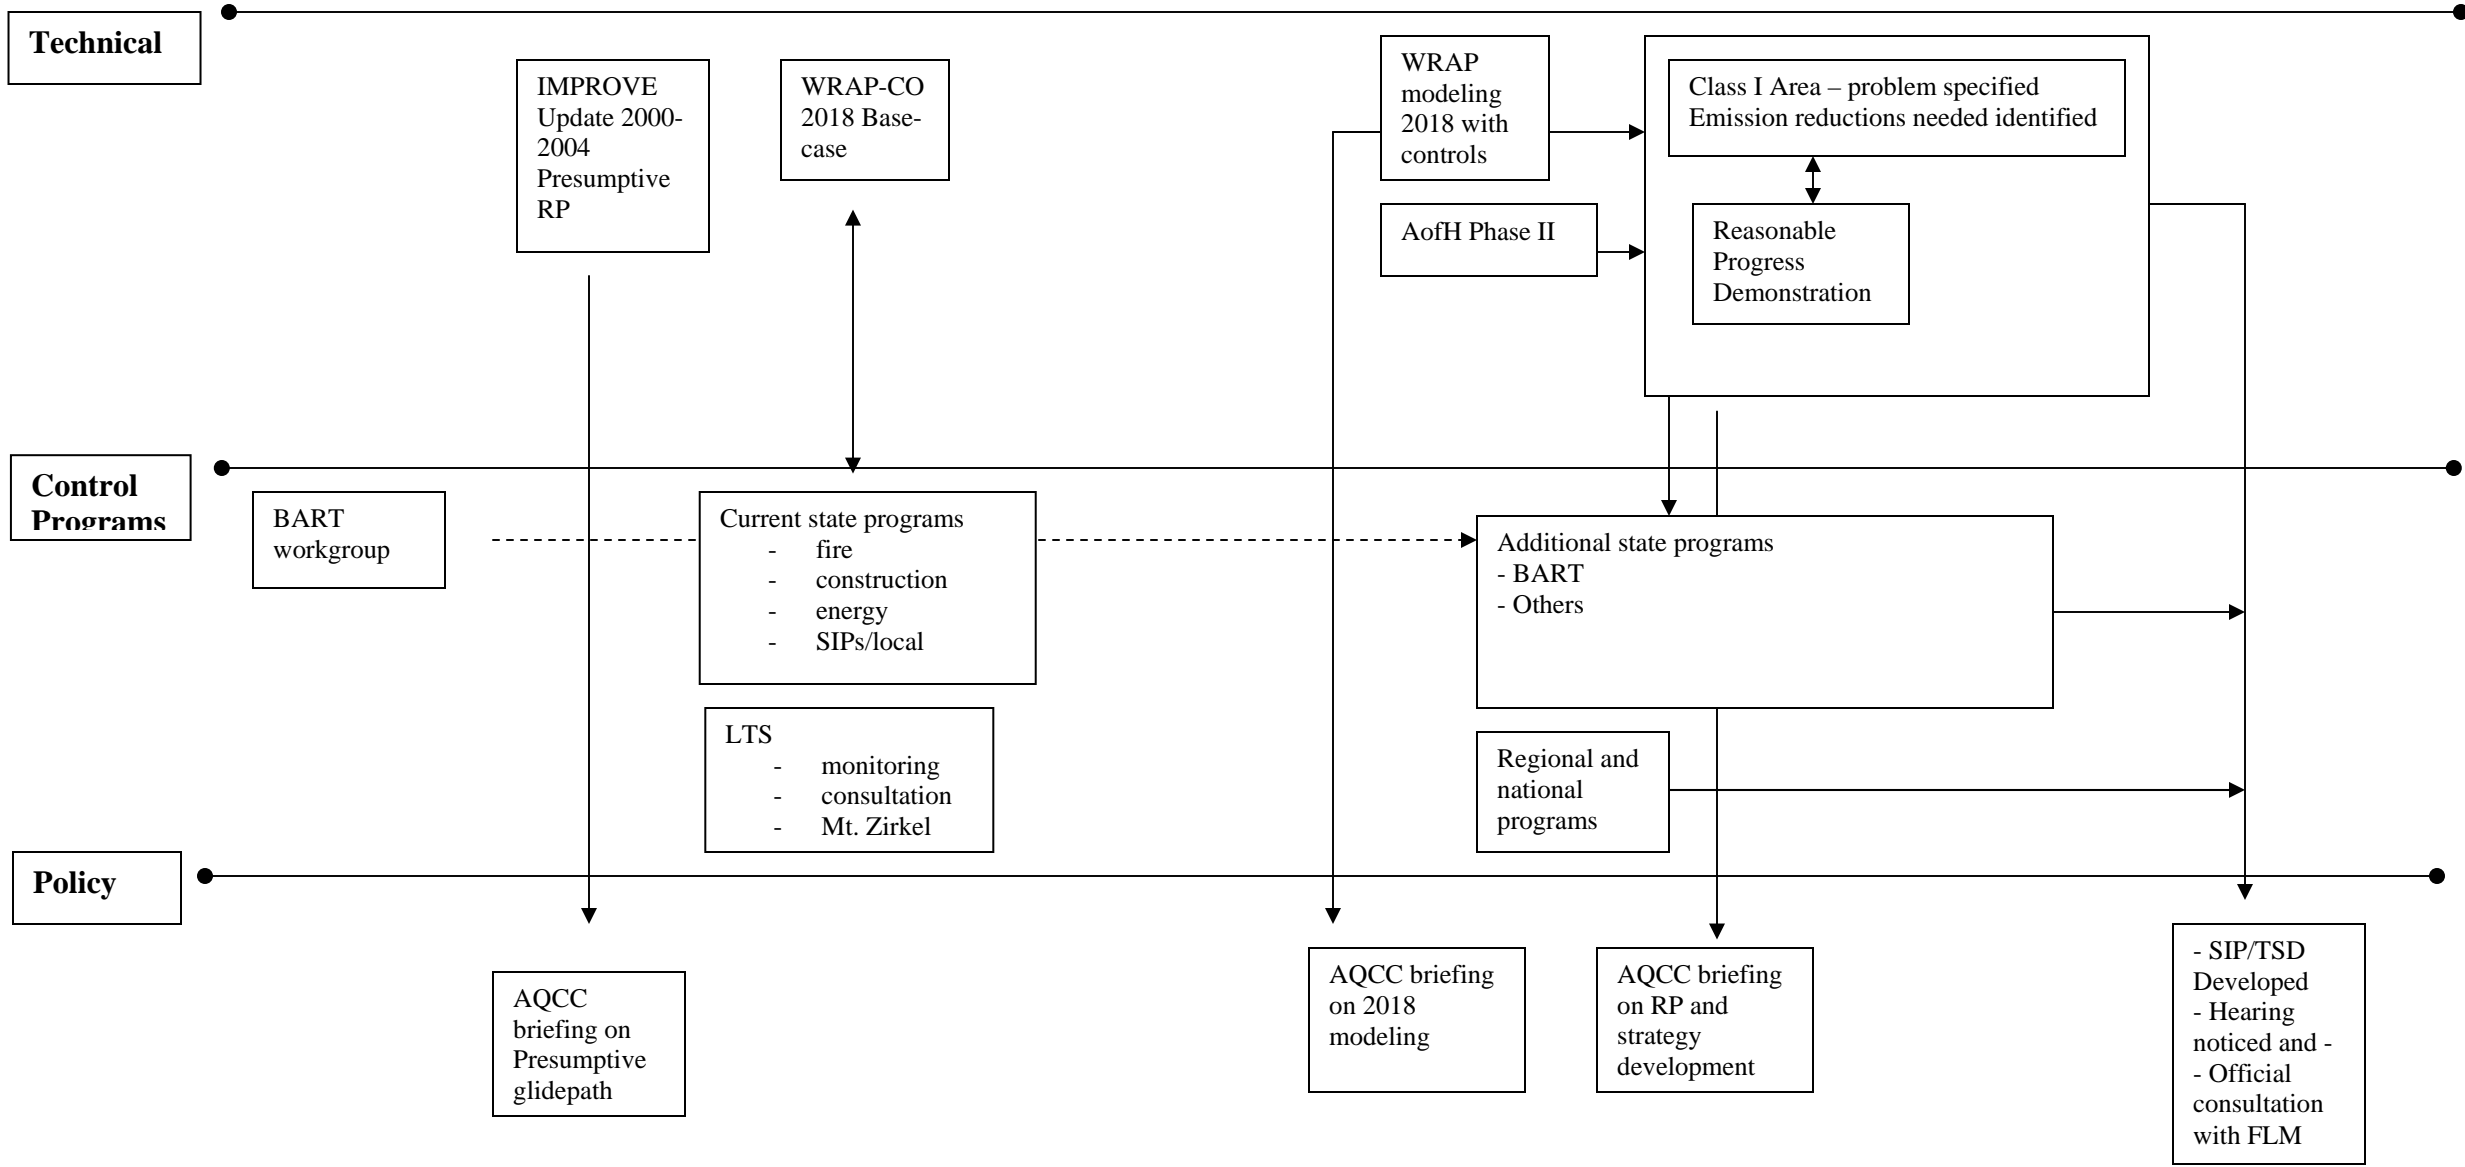 Technical
IMPROVE
Update 2000-
2004
Presumptive
RP
WRAP-CO
2018 Base-
case
WRAP
modeling
2018 with
controls
Class I Area – problem specified
Emission reductions needed identified
AofH Phase II
Reasonable
Progress
Demonstration
Control
Programs
BART
workgroup
Current state programs
- fire
- construction
- energy
- SIPs/local
Additional state programs
- BART
- Others
LTS
- monitoring
- consultation
- Mt. Zirkel
Regional and
national
programs
Policy
AQCC
briefing on
Presumptive
glidepath
AQCC briefing
on 2018
modeling
AQCC briefing
on RP and
strategy
development
- SIP/TSD
Developed
- Hearing
noticed and -
- Official
consultation
with FLM